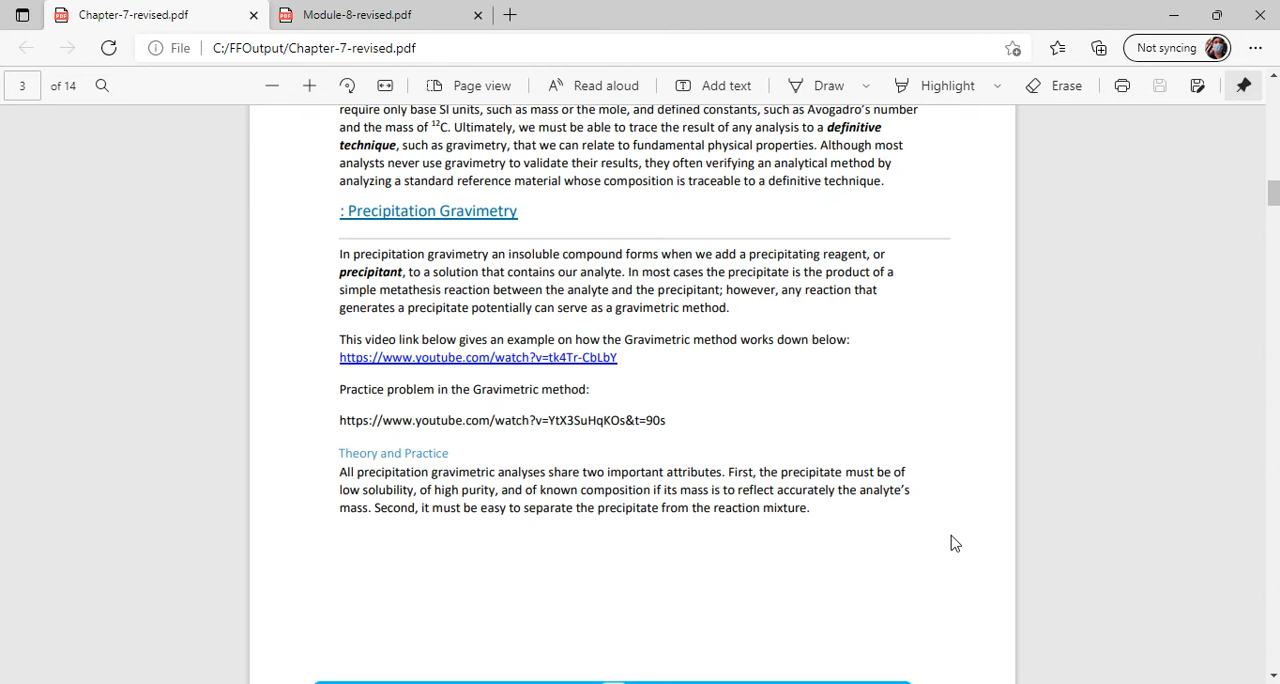 Chapter-7-revised.pdf
Module-8-revised.pdf
File
C:/FFOutput/Chapter-7-revised.pdf
Not syncing
3 of 14
Page view
Read aloud
Add text
Draw
Highlight
Erase
require only base SI units, such as mass or the mole, and defined constants, such as Avogadro's number
and the mass of ¹²C. Ultimately, we must be able to trace the result of any analysis to a definitive
technique, such as gravimetry, that we can relate to fundamental physical properties. Although most
analysts never use gravimetry to validate their results, they often verifying an analytical method by
analyzing a standard reference material whose composition is traceable to a definitive technique.
: Precipitation Gravimetry
In precipitation gravimetry an insoluble compound forms when we add a precipitating reagent, or
precipitant, to a solution that contains our analyte. In most cases the precipitate is the product of a
simple metathesis reaction between the analyte and the precipitant; however, any reaction that
generates a precipitate potentially can serve as a gravimetric method.
This video link below gives an example on how the Gravimetric method works down below:
https://www.youtube.com/watch?v=tk4Tr-CbLbY
Practice problem in the Gravimetric method:
https://www.youtube.com/watch?v=YtX3SuHqKOs&t=90s
Theory and Practice
All precipitation gravimetric analyses share two important attributes. First, the precipitate must be of
low solubility, of high purity, and of known composition if its mass is to reflect accurately the analyte's
mass. Second, it must be easy to separate the precipitate from the reaction mixture.